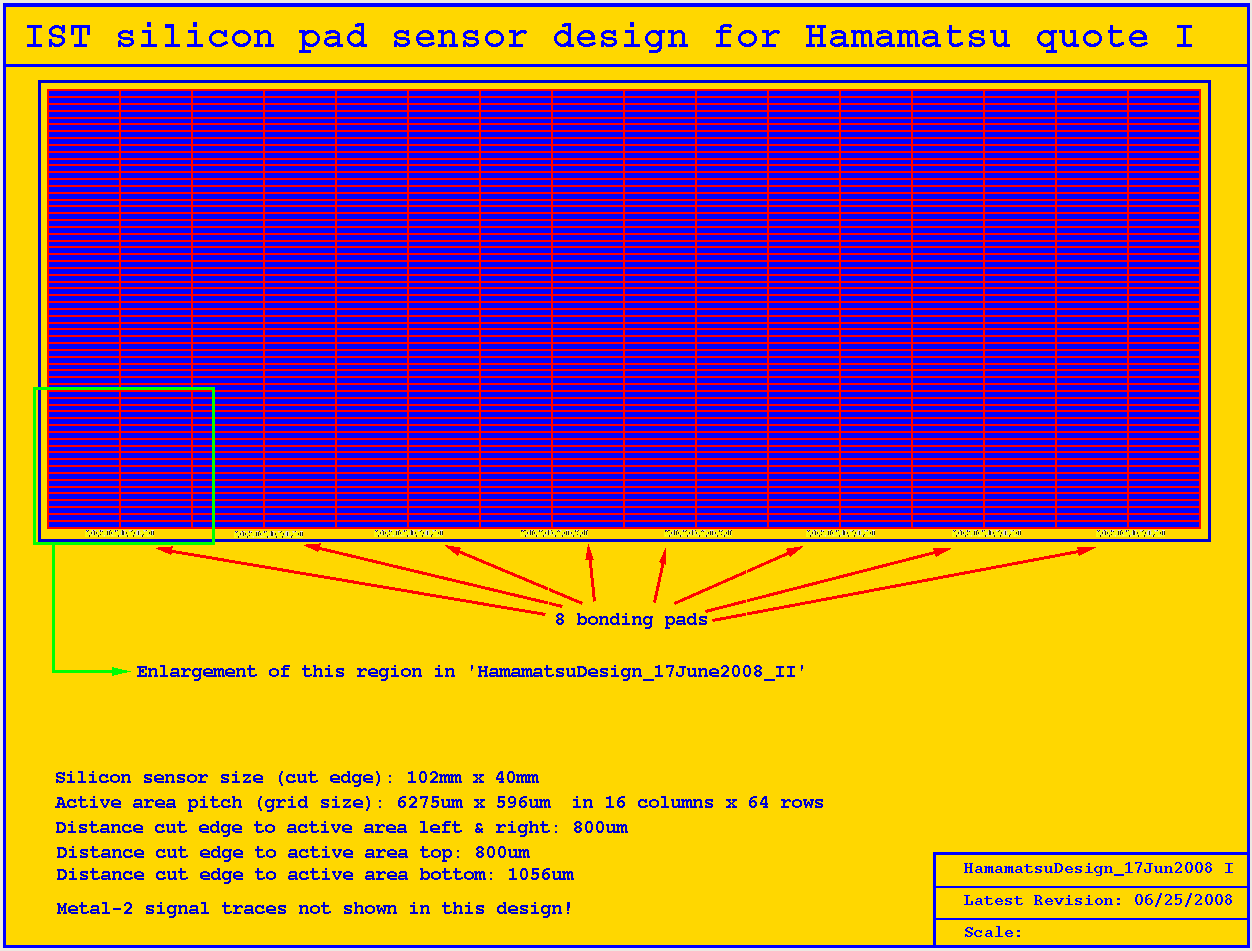 IST silicon pad sensor design for Hamamatsu quote I
8 bonding pads
Enlargement of this region in 'HamamatsuDesign_17June2008_II'
Silicon sensor size (cut edge): 102mm x 40mm
Active area pitch (grid size): 6275um x 596um  in 16 columns x 64 rows
Distance cut edge to active area left & right: 800um
Distance cut edge to active area top: 800um
Distance cut edge to active area bottom: 1056um
Metal-2 signal traces not shown in this design!
HamamatsuDesign_17Jun2008 I
Latest Revision: 06/25/2008
Scale: